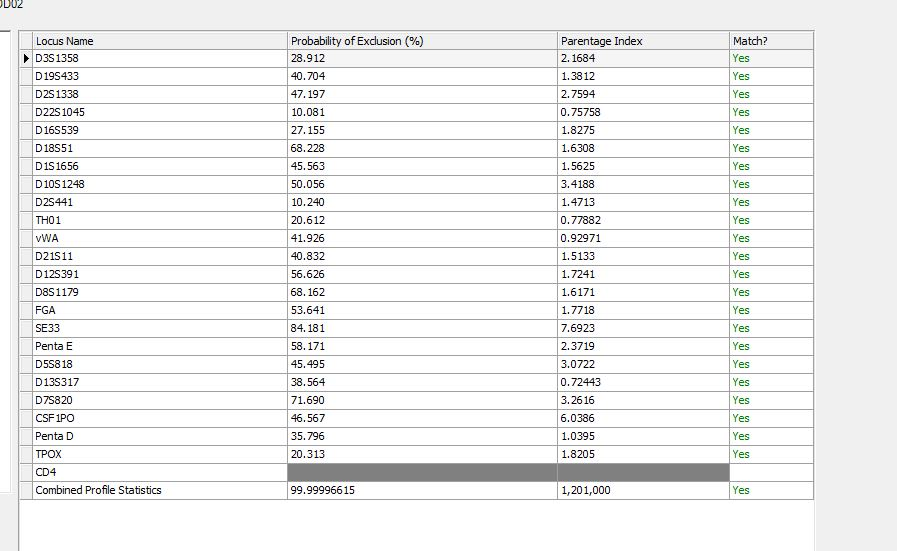 DD02
Locus Name Probability of Exclusion (%) Parentage Index Match?
D3S1358 28.912 2.1684 Yes
D19S433 40.704 1.3812 Yes
D2S1338 47.197 2.7594 Yes
D22S1045 10.081 0.75758 Yes
D16S539 27.155 1.8275 Yes
D18S51 68.228 1.6308 Yes
D1S1656 45.563 1.5625 Yes
D10S1248 50.056 3.4188 Yes
D2S441 10.240 1.4713 Yes
TH01 20.612 0.77882 Yes
vWA 41.926 0.92971 Yes
D21S11 40.832 1.5133 Yes
D12S391 56.626 1.7241 Yes
D8S1179 68.162 1.6171 Yes
FGA 53.641 1.7718 Yes
SE33 84.181 7.6923 Yes
Penta E 58.171 2.3719 Yes
D5S818 45.495 3.0722 Yes
D13S317 38.564 0.72443 Yes
D7S820 71.690 3.2616 Yes
CSF1PO 46.567 6.0386 Yes
Penta D 35.796 1.0395 Yes
TPOX 20.313 1.8205 Yes
CD4
Combined Profile Statistics 99.99996615 1,201,000 Yes